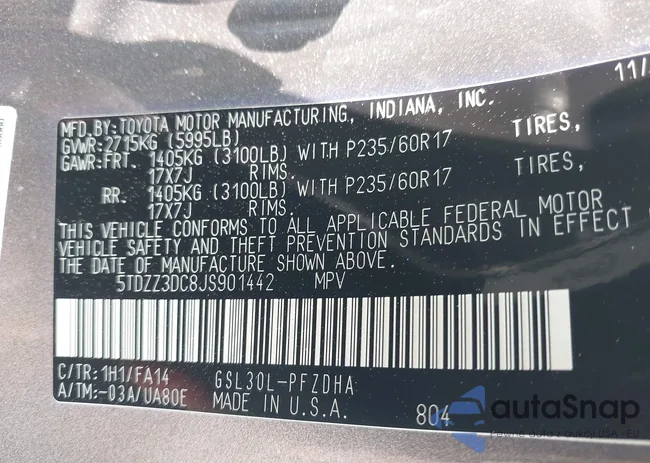 11/
MFD.BY:TOYOTA MOTOR MANUFACTURING, INDIANA, INC.
GVWR:2715KG (5995LB)
GAWR:FRT. 1405KG (3100LB) WITH P235/60R17 TIRES,
17X7J RIMS.
RR. 1405KG (3100LB) WITH P235/60R17 TIRES,
17X7J RIMS.
THIS VEHICLE CONFORMS TO ALL APPLICABLE FEDERAL MOTOR
VEHICLE SAFETY AND THEFT PREVENTION STANDARDS IN EFFECT
THE DATE OF MANUFACTURE SHOWN ABOVE.
5TDZZ3DC8JS901442 MPV
C/TR:1H1/FA14 GSL30L-PFZDHA
A/TM:-03A/UA80E MADE IN U.S.A. 804
autaSnap